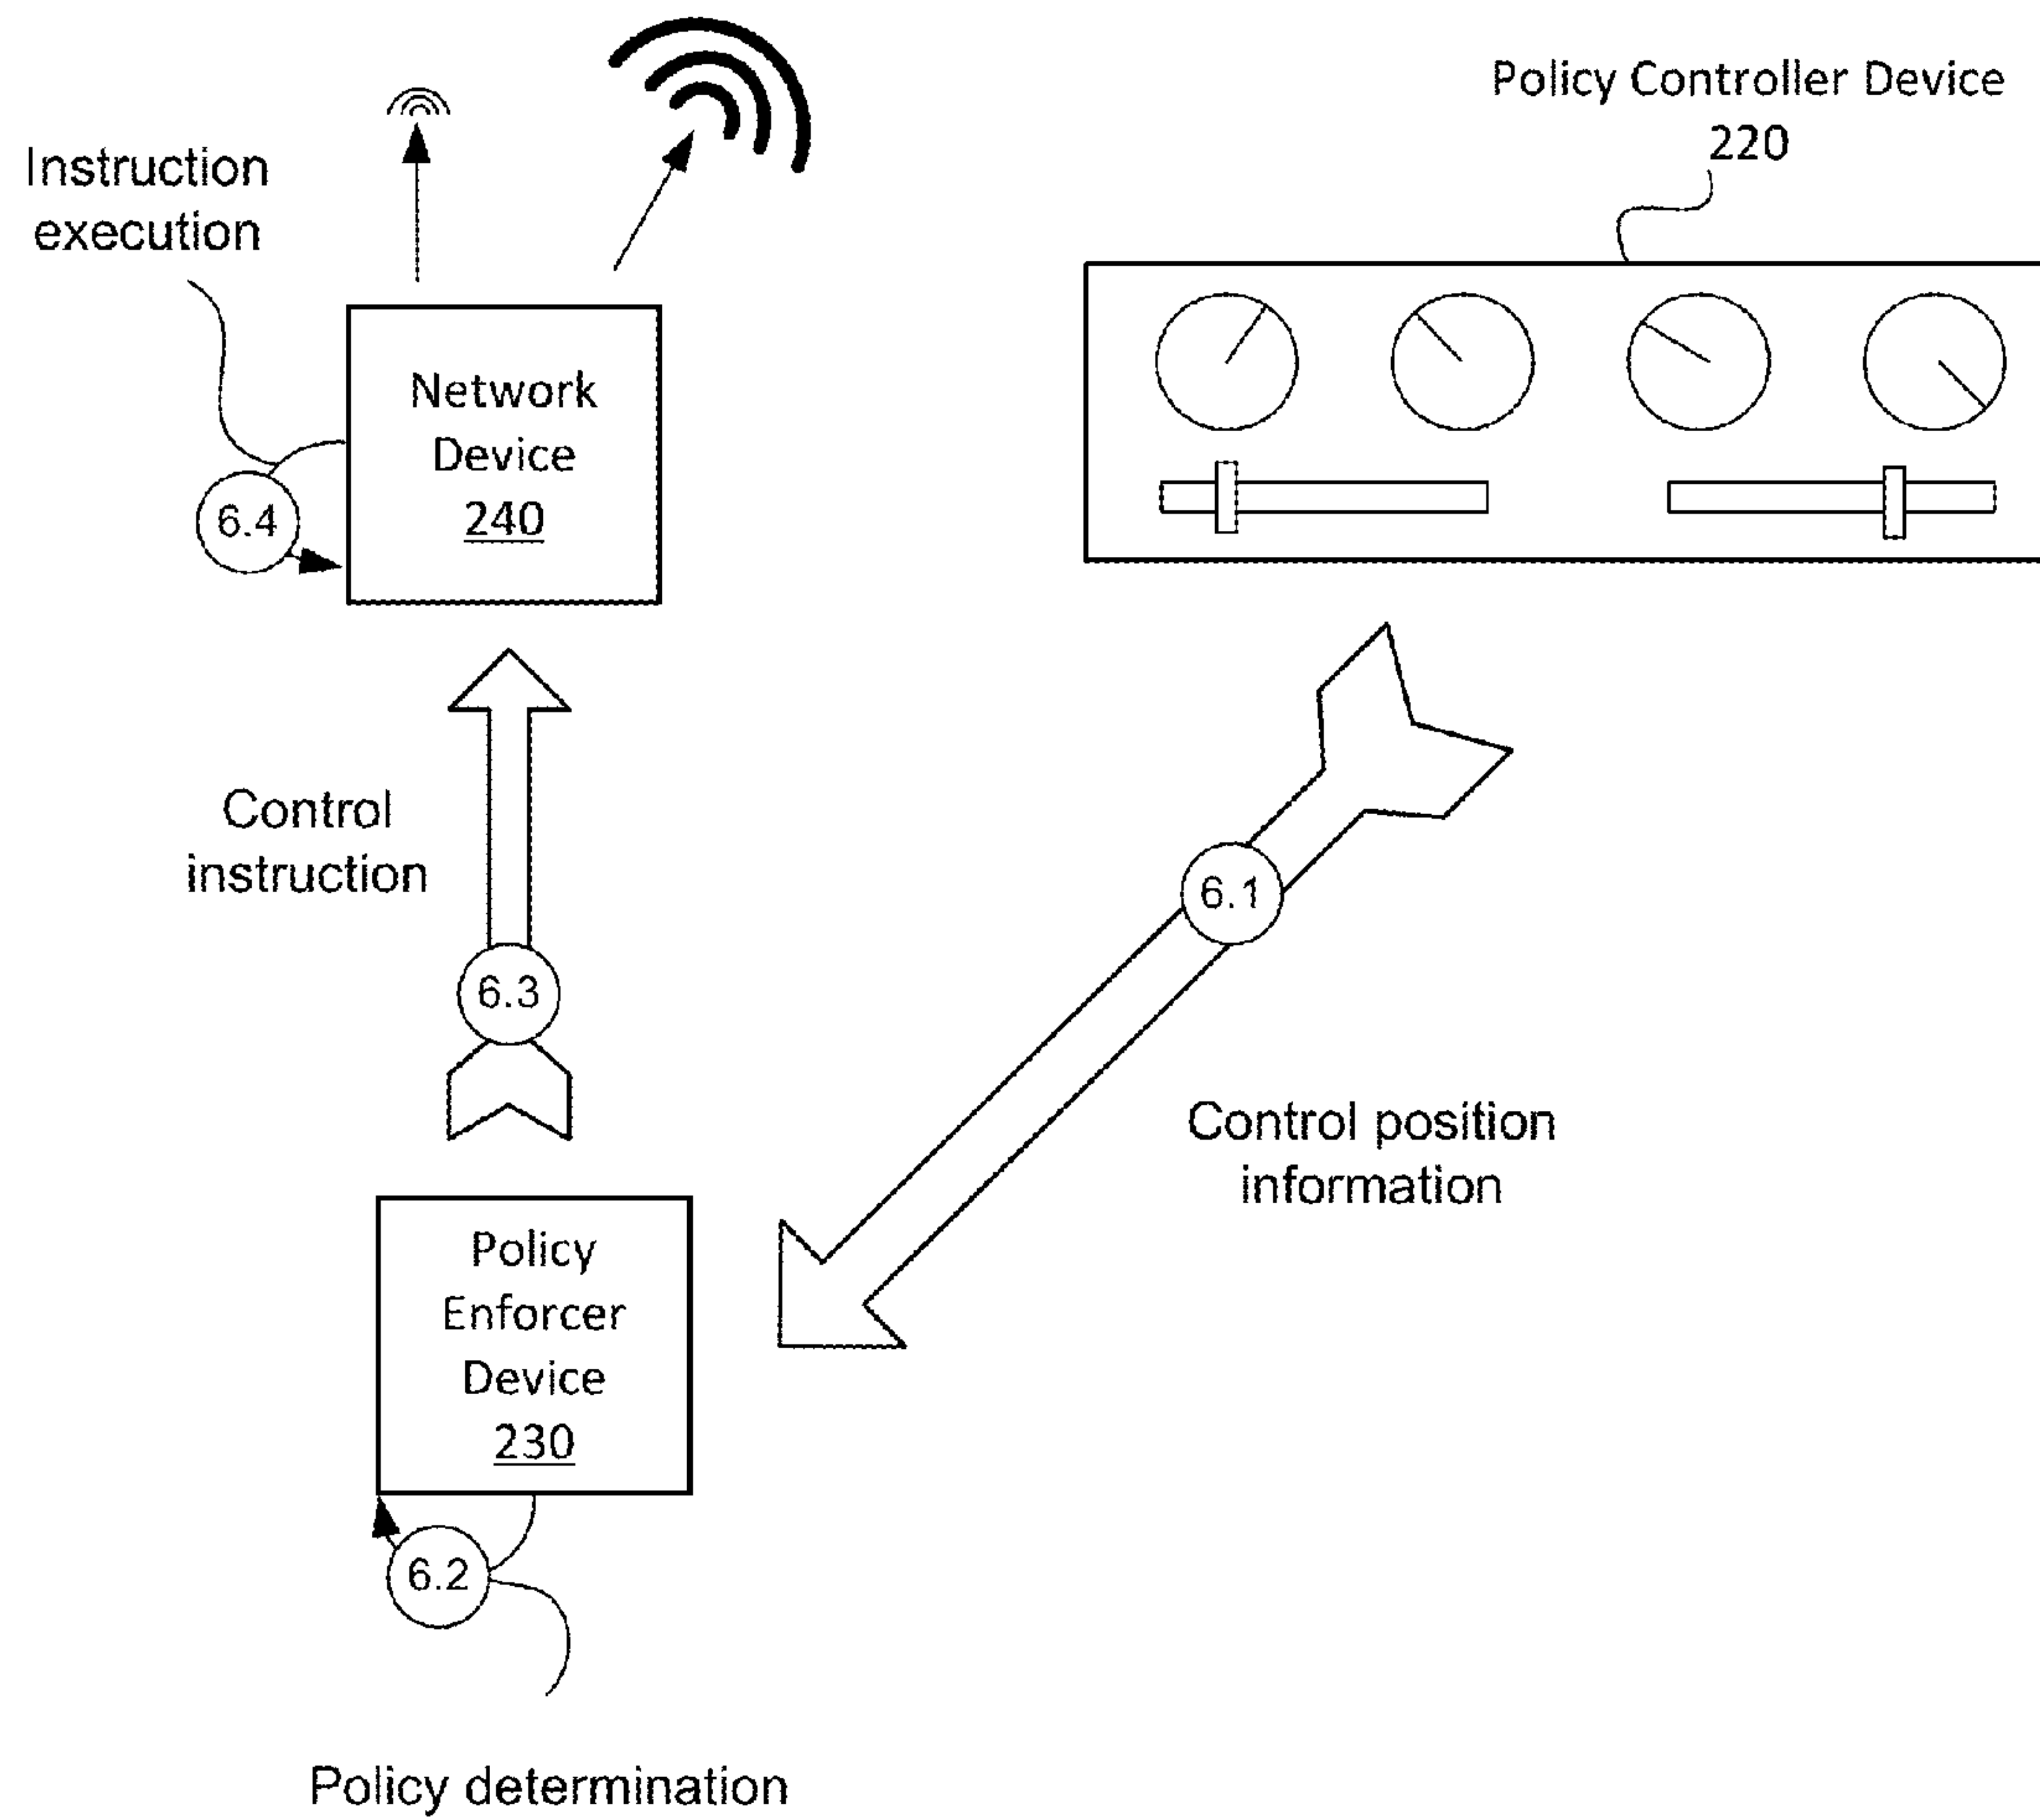 Policy Controller Device
220
Instruction
execution
Network
Device
240
6.4
Control
instruction
6.1
6.3
Control position
information
Policy
Enforcer
Device
230
6.2
Policy determination